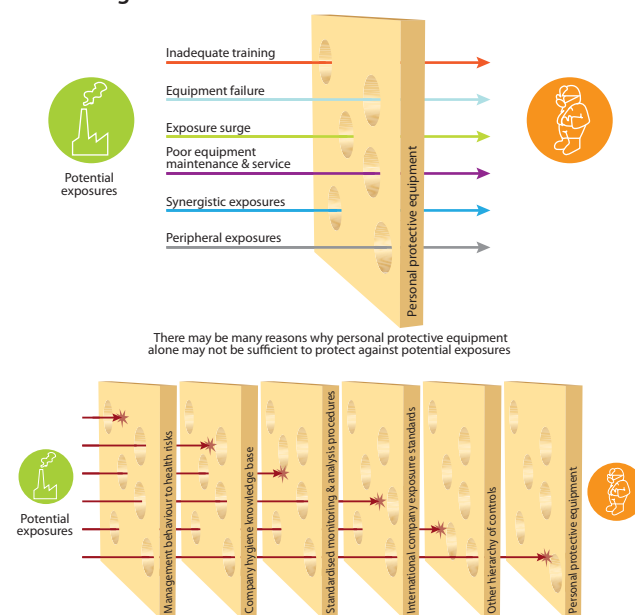 Inadequate training
Equipment failure
Exposure surge
Poor equipment
maintenance & service
Synergistic exposures
Peripheral exposures
Potential
exposures
Personal protective equipment
There may be many reasons why personal protective equipment
alone may not be sufficient to protect against potential exposures
Potential
exposures
Management behaviour to health risks
Company hygiene knowledge base
Standardised monitoring & analysis procedures
International company exposure standards
Other hierarchy of controls
Personal protective equipment